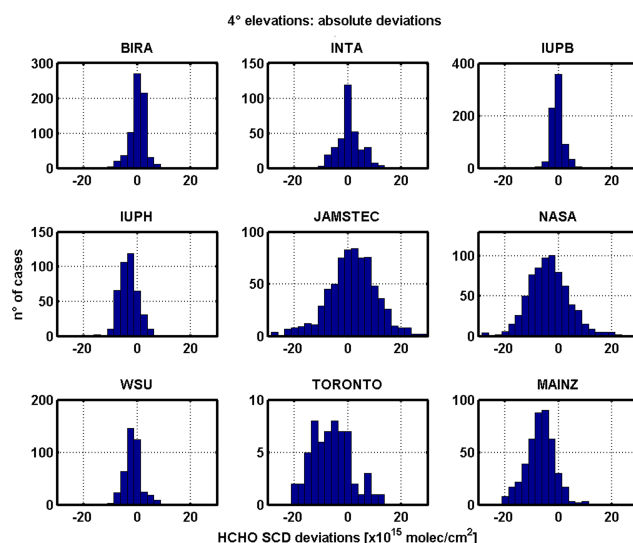 4° elevations: absolute deviations
BIRA INTA IUPB
300 150 400
200 100
100 50 200
0 0 0
-20 0 20 -20 0 20 -20 0 20
IUPH JAMSTEC NASA
150 100 100
100
50 50 50
0 0 0
-20 0 20 -20 0 20 -20 0 20
n° of cases
WSU TORONTO MAINZ
200 10 100
100 5 50
0 0 0
-20 0 20 -20 0 20 -20 0 20
HCHO SCD deviations [x10^15 molec/cm^2]